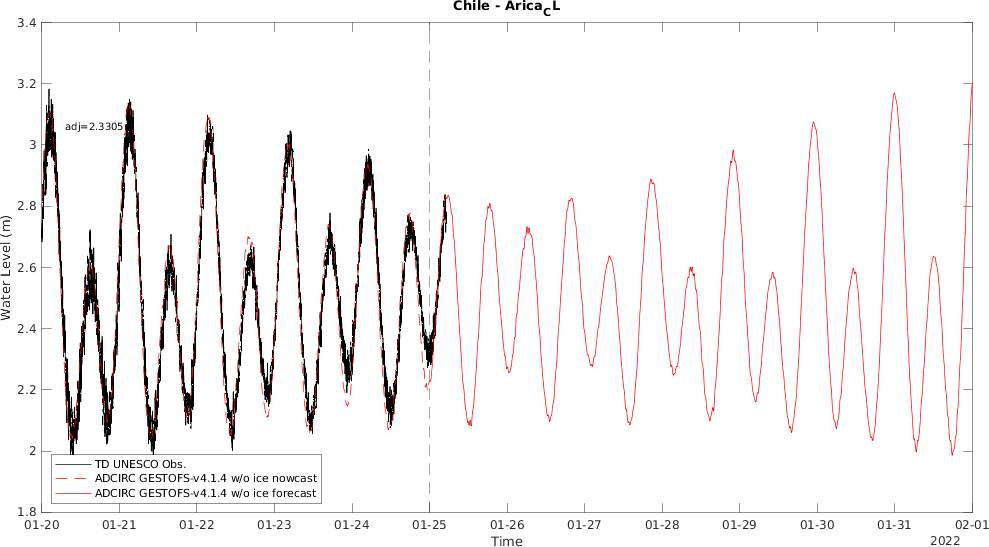 Chile - AricaCL
3.4
3.2
3
2.8
2.6
2.4
2.2
2
1.8
Water Level (m)
adj=2.3305
TD UNESCO Obs.
ADCIRC GESTOFS-v4.1.4 w/o ice nowcast
ADCIRC GESTOFS-v4.1.4 w/o ice forecast
01-20 01-21 01-22 01-23 01-24 01-25 01-26 01-27 01-28 01-29 01-30 01-31 02-01
Time
2022